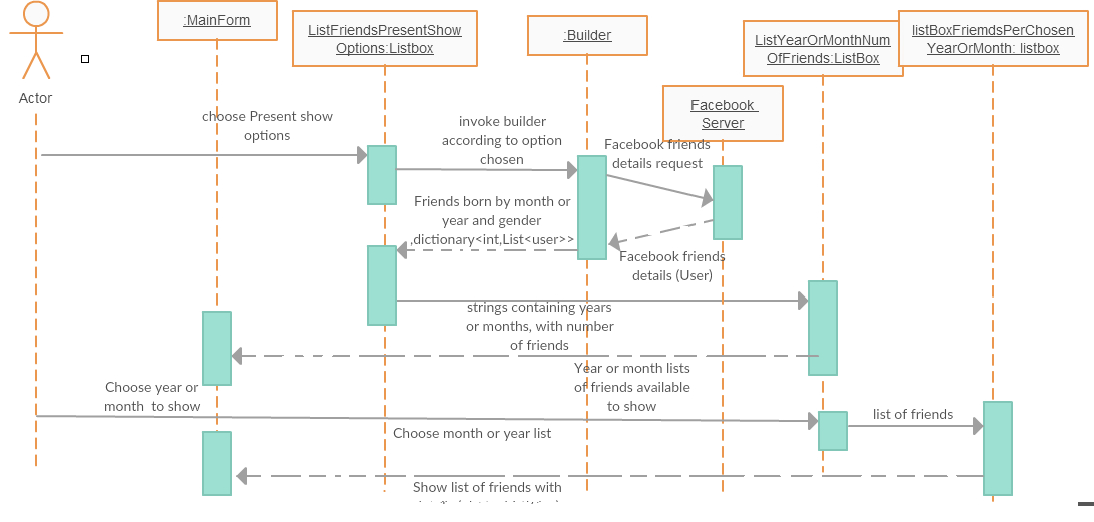 :MainForm
ListFriendsPresentShow
Options:Listbox
:Builder
ListYearOrMonthNum
OfFriends:ListBox
listBoxFriemdsPerChosen
YearOrMonth: listbox
Facebook
Server
Actor
choose Present show
options
invoke builder
according to option
chosen
Facebook friends
details request
Friends born by month or
year and gender
dictionary<int,List<user>>
Facebook friends
details (User)
strings containing years
or months, with number
of friends
Year or month lists
of friends available
to show
Choose year or
month to show
Choose month or year list
list of friends
Show list of friends with